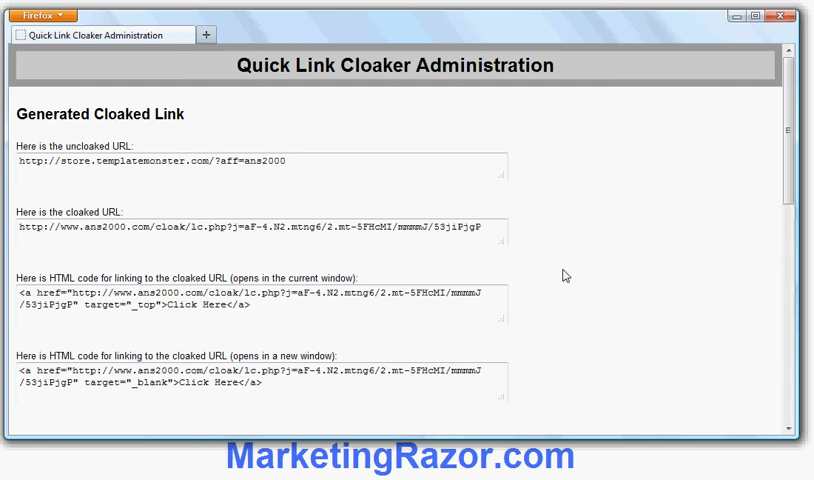 Firefox
Quick Link Cloaker Administration
Quick Link Cloaker Administration
Generated Cloaked Link
Here is the uncloaked URL:
http://store.templatemonster.com/?aff=ans2000
Here is the cloaked URL:
http://www.ans2000.com/cloak/lc.php?j=aF-4.N2.mtng6/2.mt-5FHcMI/mmmmJ/53jiPjgP
Here is HTML code for linking to the cloaked URL (opens in the current window):
<a href="http://www.ans2000.com/cloak/lc.php?j=aF-4.N2.mtng6/2.mt-5FHcMI/mmmmJ
/53jiPjgP" target="_top">Click Here</a>
Here is HTML code for linking to the cloaked URL (opens in a new window):
<a href="http://www.ans2000.com/cloak/lc.php?j=aF-4.N2.mtng6/2.mt-5FHcMI/mmmmJ
/53jiPjgP" target="_blank">Click Here</a>
MarketingRazor.com